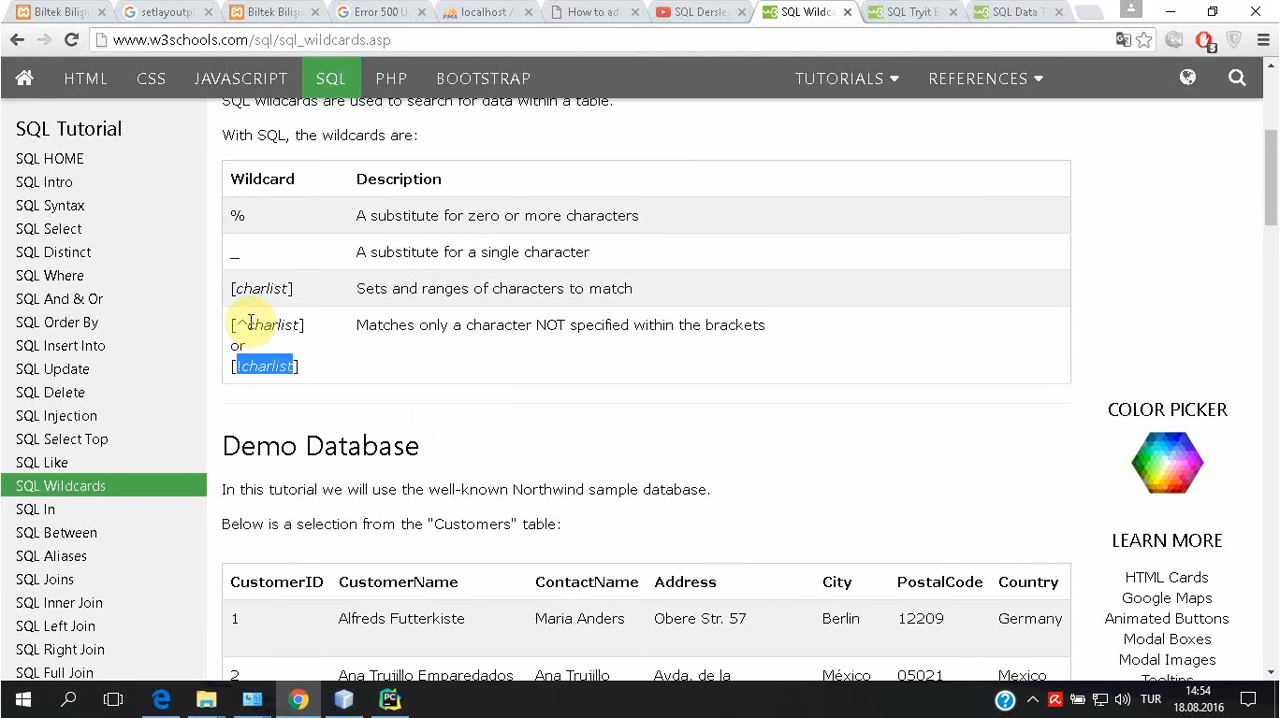 Biltek Bilişi
setlayoutp
Biltek Bilişi
Error 500 U
localhost /
How to ad
SQL Ders
SQL Wildc
SQL Tryit E
SQL Data
www.w3schools.com/sql/sql_wildcards.asp
5
HTML CSS JAVASCRIPT SQL PHP BOOTSTRAP TUTORIALS REFERENCES
SQL Tutorial
SQL HOME
SQL Intro
SQL Syntax
SQL Select
SQL Distinct
SQL Where
SQL And & Or
SQL Order By
SQL Insert Into
SQL Update
SQL Delete
SQL Injection
SQL Select Top
SQL Like
SQL Wildcards
SQL In
SQL Between
SQL Aliases
SQL Joins
SQL Inner Join
SQL Left Join
SQL Right Join
SQL Full Join
SQL wildcards are used to search for data within a table.
With SQL, the wildcards are:
Wildcard Description
% A substitute for zero or more characters
_ A substitute for a single character
[charlist] Sets and ranges of characters to match
[^charlist] Matches only a character NOT specified within the brackets
or
[!charlist]
Demo Database
In this tutorial we will use the well-known Northwind sample database.
Below is a selection from the "Customers" table:
CustomerID CustomerName ContactName Address City PostalCode Country
1 Alfreds Futterkiste Maria Anders Obere Str. 57 Berlin 12209 Germany
2 Ana Trujillo Emparedados Ana Trujillo Avda. de la México 05021 Mexico
COLOR PICKER
LEARN MORE
HTML Cards
Google Maps
Animated Buttons
Modal Boxes
Modal Images
Tooltips
TUR
14:54
18.08.2016